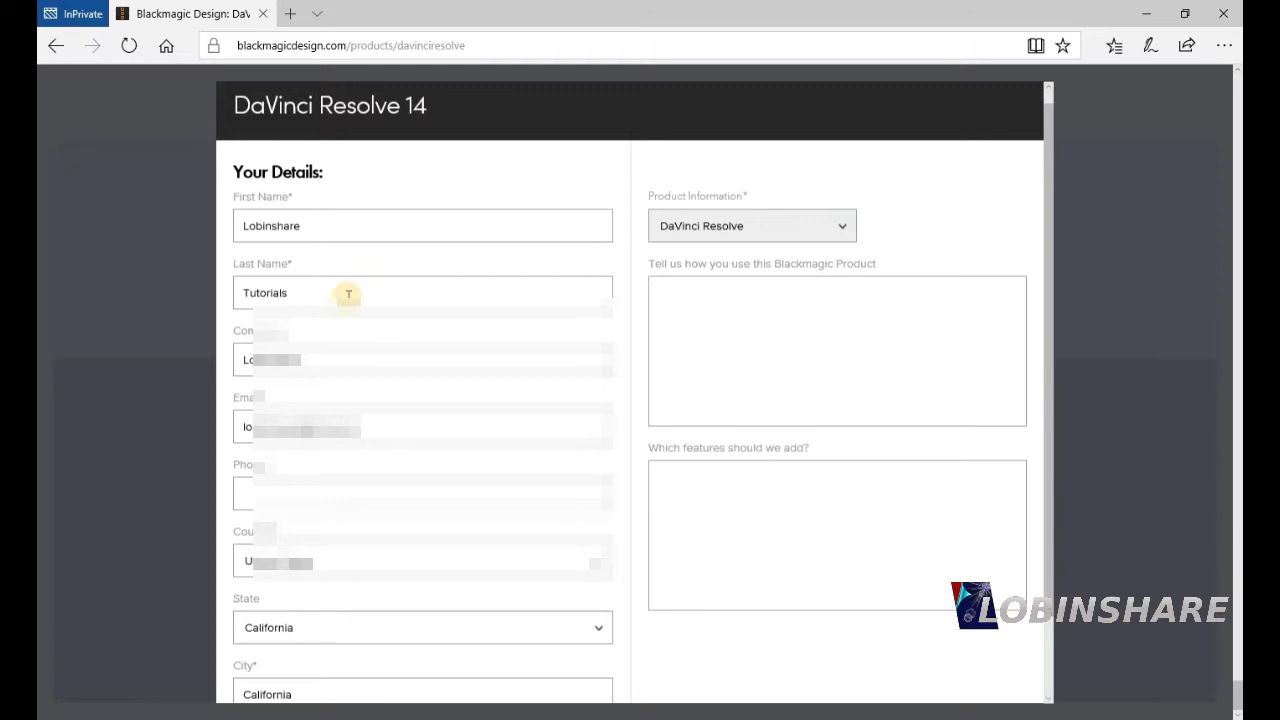 InPrivate
Blackmagic Design: DaV
blackmagicdesign.com/products/davinciresolve
DaVinci Resolve 14
Your Details:
First Name*
Lobinshare
Last Name*
Tutorials
State
California
City*
California
Product Information*
DaVinci Resolve
Tell us how you use this Blackmagic Product
Which features should we add?
LOBINSHARE